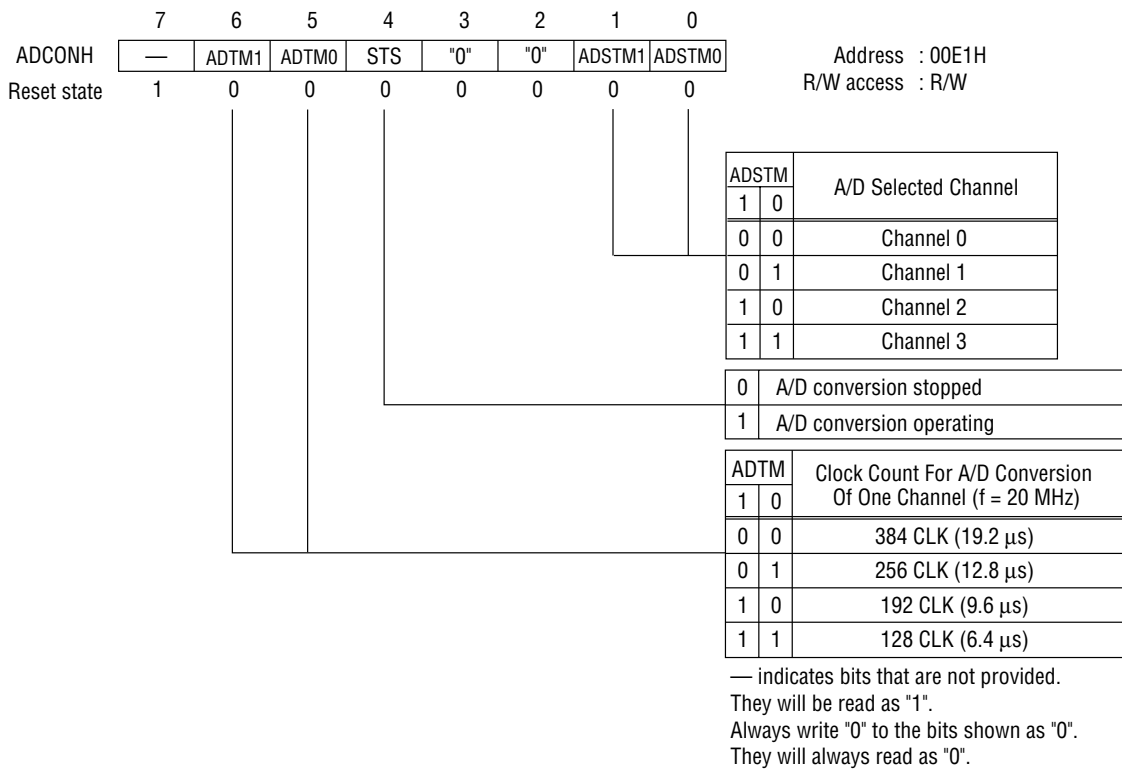 7 6 5 4 3 2 1 0
ADCONH — ADTM1 ADTM0 STS "0" "0" ADSTM1 ADSTM0
Reset state 1 0 0 0 0 0 0 0
Address : 00E1H
R/W access : R/W
ADSTM A/D Selected Channel
1 0
0 0 Channel 0
0 1 Channel 1
1 0 Channel 2
1 1 Channel 3
0 A/D conversion stopped
1 A/D conversion operating
ADTM Clock Count For A/D Conversion
1 0 Of One Channel (f = 20 MHz)
0 0 384 CLK (19.2 µs)
0 1 256 CLK (12.8 µs)
1 0 192 CLK (9.6 µs)
1 1 128 CLK (6.4 µs)
— indicates bits that are not provided.
They will be read as "1".
Always write "0" to the bits shown as "0".
They will always read as "0".